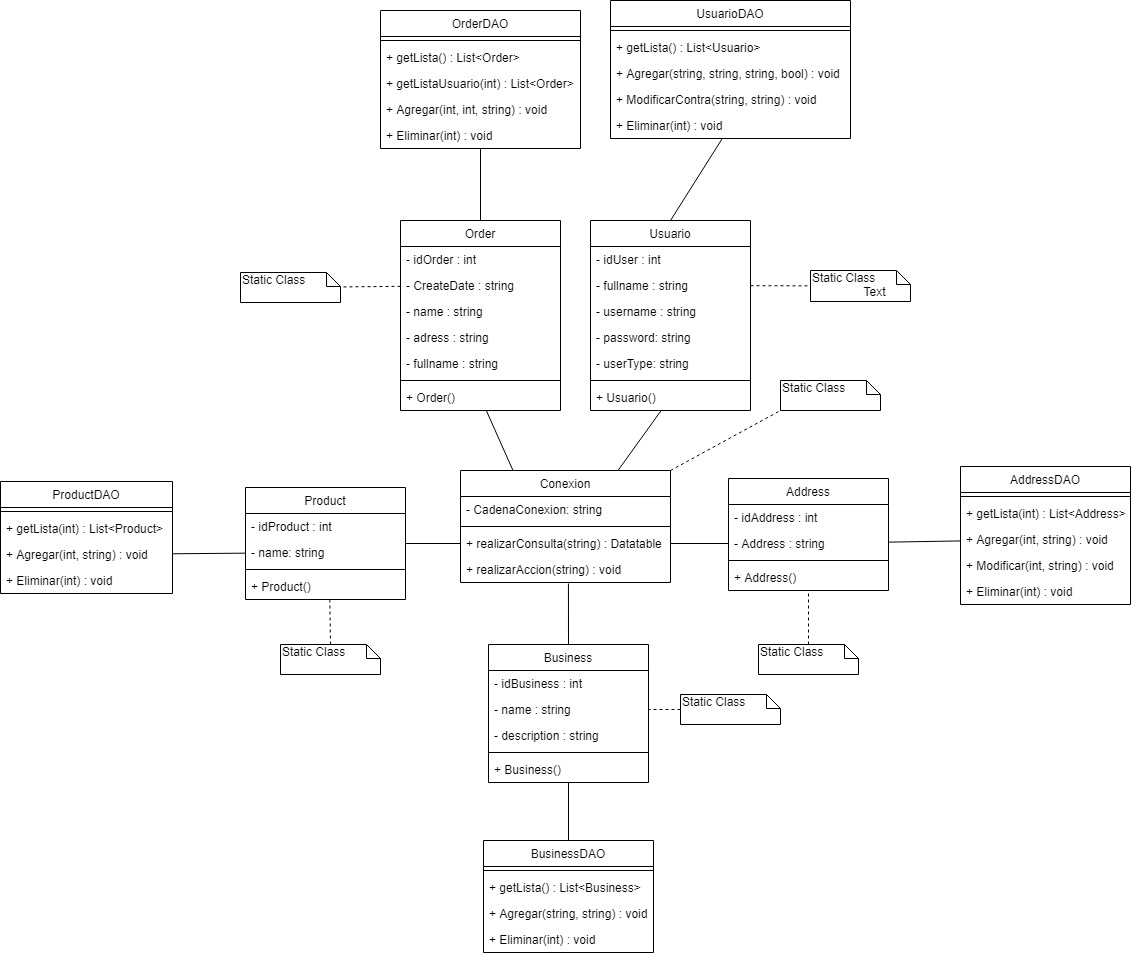 OrderDAO
+ getLista() : List<Order>
+ getListaUsuario(int) : List<Order>
+ Agregar(int, int, string) : void
+ Eliminar(int) : void
UsuarioDAO
+ getLista() : List<Usuario>
+ Agregar(string, string, string, bool) : void
+ ModificarContra(string, string) : void
+ Eliminar(int) : void
Static Class
Order
- idOrder : int
- CreateDate : string
- name : string
- adress : string
- fullname : string
+ Order()
Usuario
- idUser : int
- fullname : string
- username : string
- password: string
- userType: string
+ Usuario()
Static Class
Text
Static Class
ProductDAO
+ getLista(int) : List<Product>
+ Agregar(int, string) : void
+ Eliminar(int) : void
Product
- idProduct : int
- name: string
+ Product()
Static Class
Conexion
- CadenaConexion: string
+ realizarConsulta(string) : Datatable
+ realizarAccion(string) : void
Address
- idAddress : int
- Address : string
+ Address()
Static Class
AddressDAO
+ getLista(int) : List<Address>
+ Agregar(int, string) : void
+ Modificar(int, string) : void
+ Eliminar(int) : void
Business
- idBusiness : int
- name : string
- description : string
+ Business()
Static Class
BusinessDAO
+ getLista() : List<Business>
+ Agregar(string, string) : void
+ Eliminar(int) : void